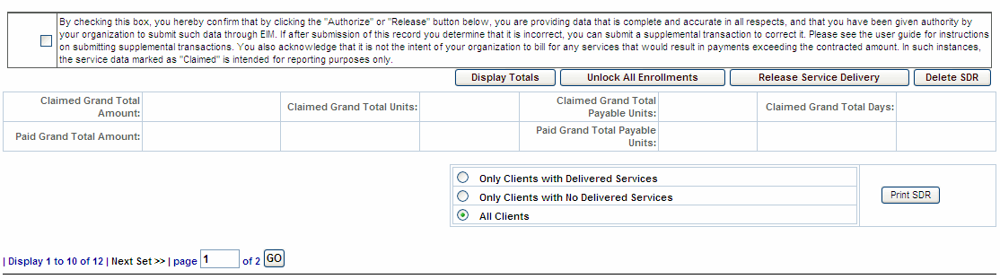 By checking this box, you hereby confirm that by clicking the "Authorize" or "Release" button below, you are providing data that is complete and accurate in all respects, and that you have been given authority by
your organization to submit such data through EIM. If after submission of this record you determine that it is incorrect, you can submit a supplemental transaction to correct it. Please see the user guide for instructions
on submitting supplemental transactions. You also acknowledge that it is not the intent of your organization to bill for any services that would result in payments exceeding the contracted amount. In such instances,
the service data marked as "Claimed" is intended for reporting purposes only.
Display Totals Unlock All Enrollments Release Service Delivery Delete SDR
Claimed Grand Total
Amount:
Claimed Grand Total Units:
Claimed Grand Total
Payable Units:
Claimed Grand Total Days:
Paid Grand Total Amount:
Paid Grand Total Payable
Units:
Only Clients with Delivered Services
Only Clients with No Delivered Services
All Clients
Print SDR
| Display 1 to 10 of 12 | Next Set >> | page 1 of 2 GO